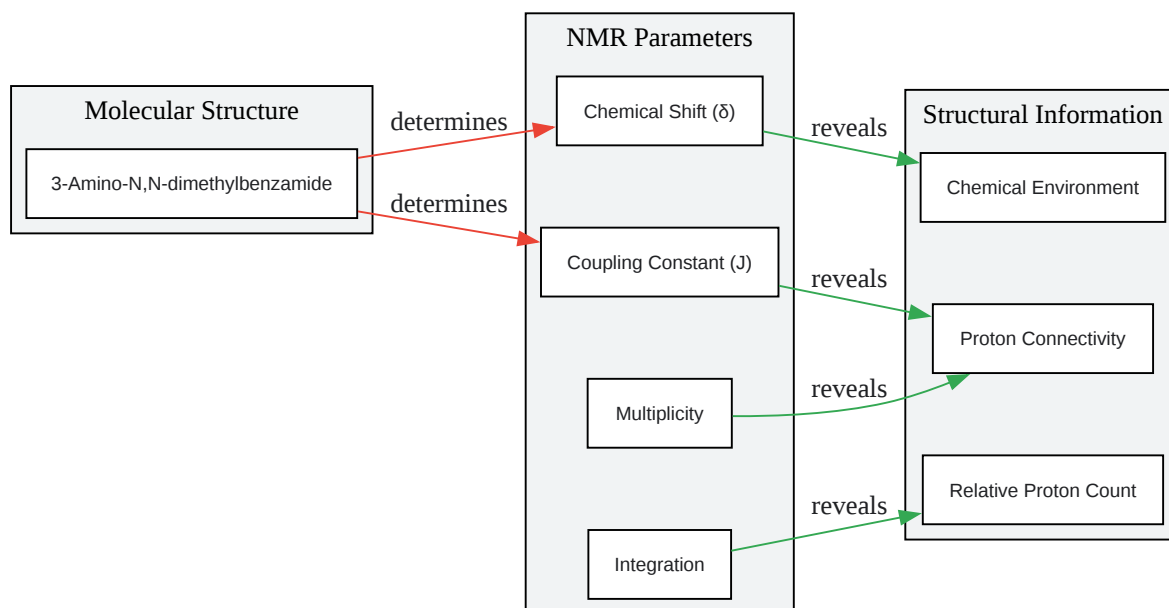 NMR Parameters
Molecular Structure
determines
Chemical Shift (δ)
reveals
Structural Information
3-Amino-N,N-dimethylbenzamide
Chemical Environment
determines
Coupling Constant (J)
reveals
Proton Connectivity
Multiplicity
reveals
Relative Proton Count
reveals
Integration